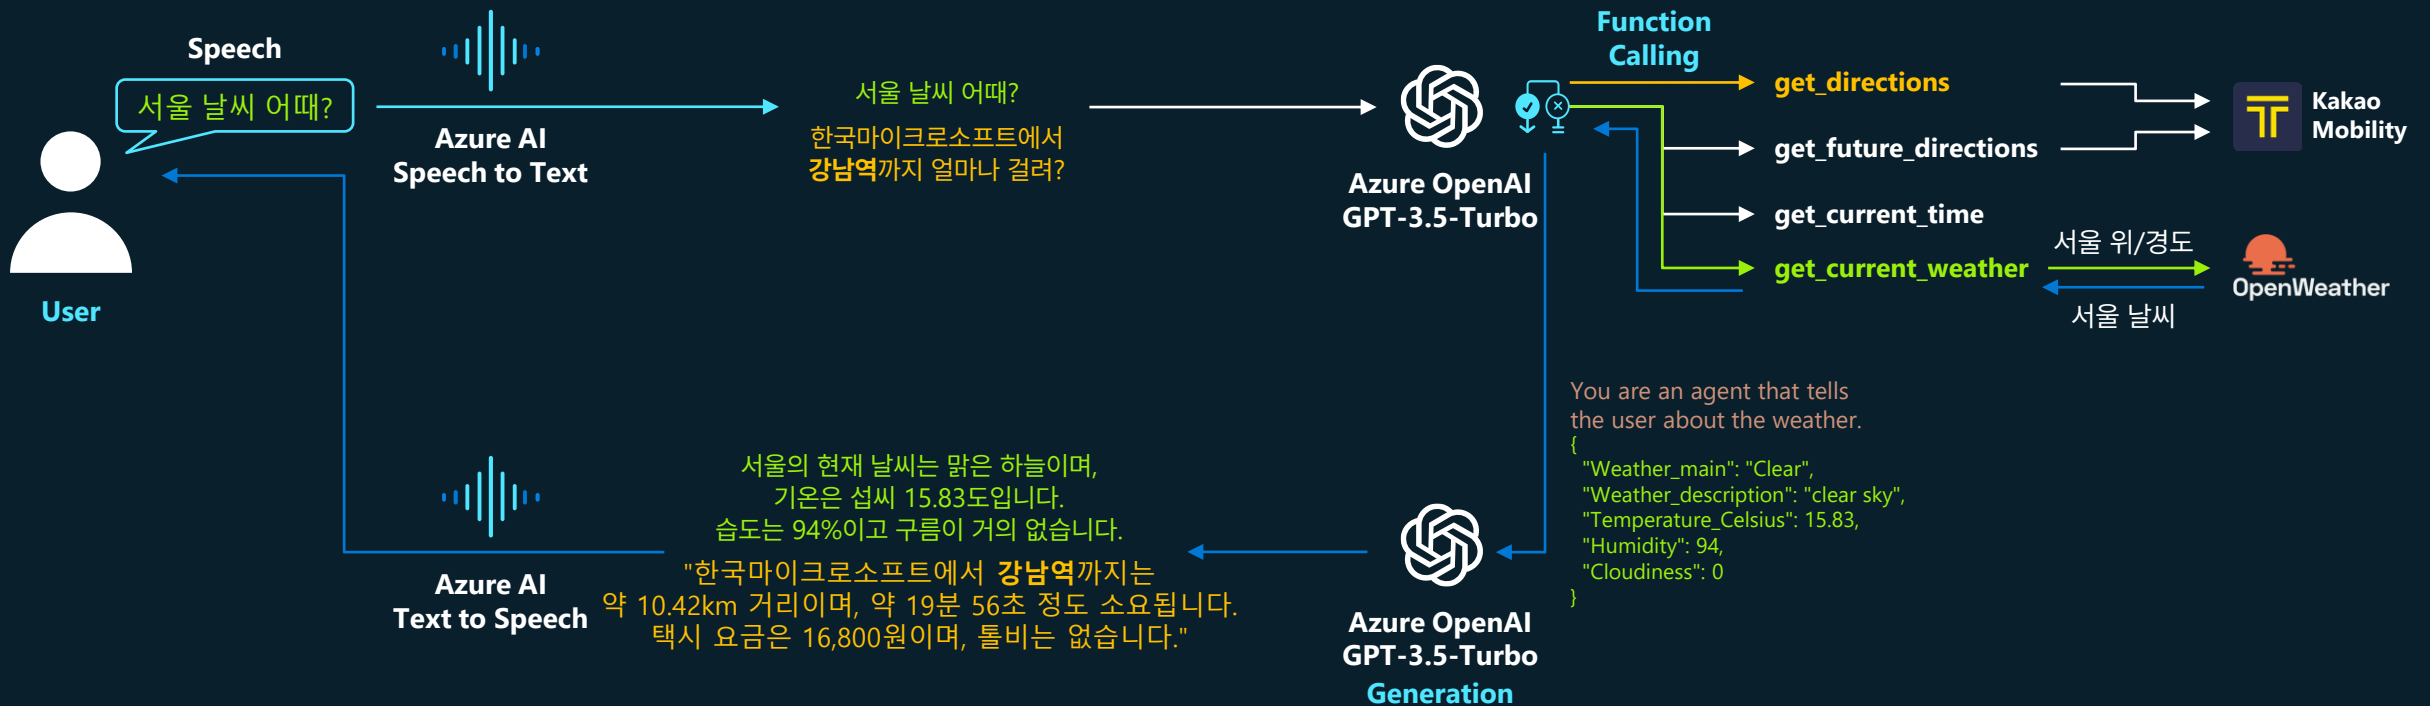 Speech
서울 날씨 어때?
User
Azure AI
Speech to Text
서울 날씨 어때?
한국마이크로소프트에서
강남역까지 얼마나 걸려?
Azure OpenAI
GPT-3.5-Turbo
Function
Calling
get_directions
get_future_directions
get_current_time
get_current_weather
Kakao
Mobility
서울 위/경도
서울 날씨
OpenWeather
You are an agent that tells
the user about the weather.
{
"Weather_main": "Clear",
"Weather_description": "clear sky",
"Temperature_Celsius": 15.83,
"Humidity": 94,
"Cloudiness": 0
}
Azure OpenAI
GPT-3.5-Turbo
Generation
서울의 현재 날씨는 맑은 하늘이며,
기온은 섭씨 15.83도입니다.
습도는 94%이고 구름이 거의 없습니다.
"한국마이크로소프트에서 강남역까지는
약 10.42km 거리이며, 약 19분 56초 정도 소요됩니다.
택시 요금은 16,800원이며, 톨비는 없습니다."
Azure AI
Text to Speech